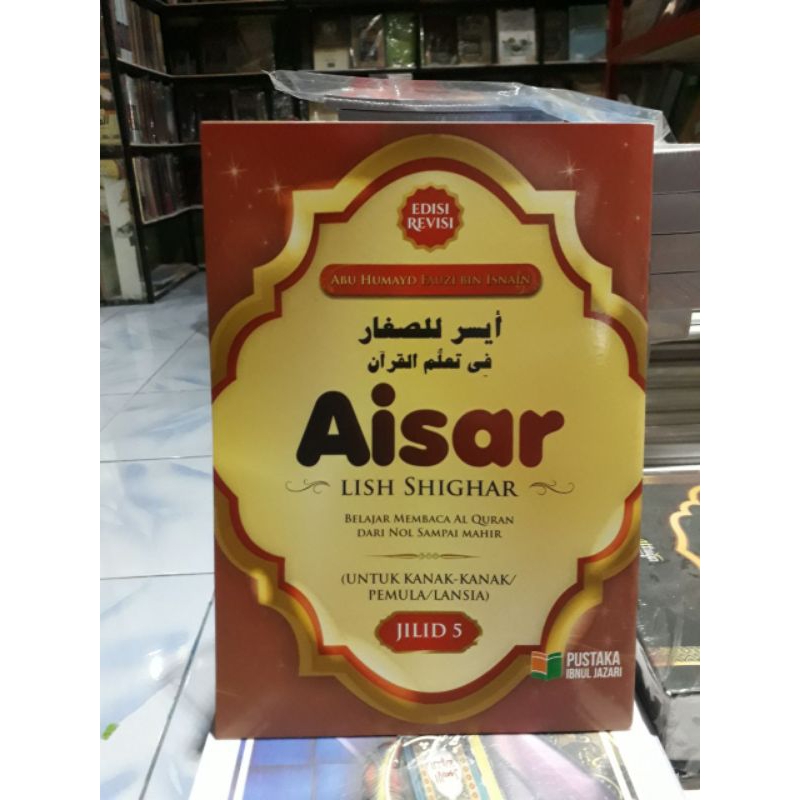 EDISI
REVISI
ABU HUMAYD FAUZI BIN ISNAIN
أيسر للصغار
في تعلّم القرآن
Aisar
LISH SHIGHAR
BELAJAR MEMBACA AL QURAN
DARI NOL SAMPAI MAHIR
(UNTUK KANAK-KANAK/
PEMULA/LANSIA)
JILID 5
PUSTAKA
IBNUL JAZARI